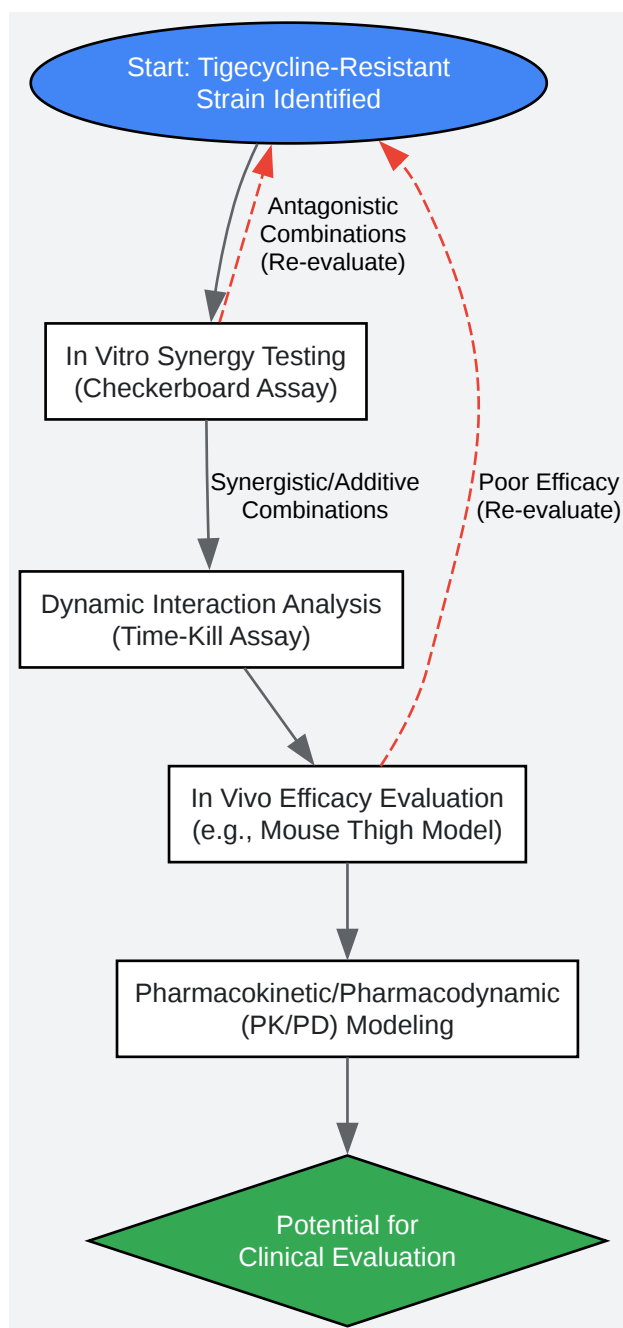 Start: Tigecycline-Resistant
Strain Identified
Antagonistic
Combinations
(Re-evaluate)
In Vitro Synergy Testing
(Checkerboard Assay)
Synergistic/Additive
Combinations
Poor Efficacy
(Re-evaluate)
Dynamic Interaction Analysis
(Time-Kill Assay)
In Vivo Efficacy Evaluation
(e.g., Mouse Thigh Model)
Pharmacokinetic/Pharmacodynamic
(PK/PD) Modeling
Potential for
Clinical Evaluation